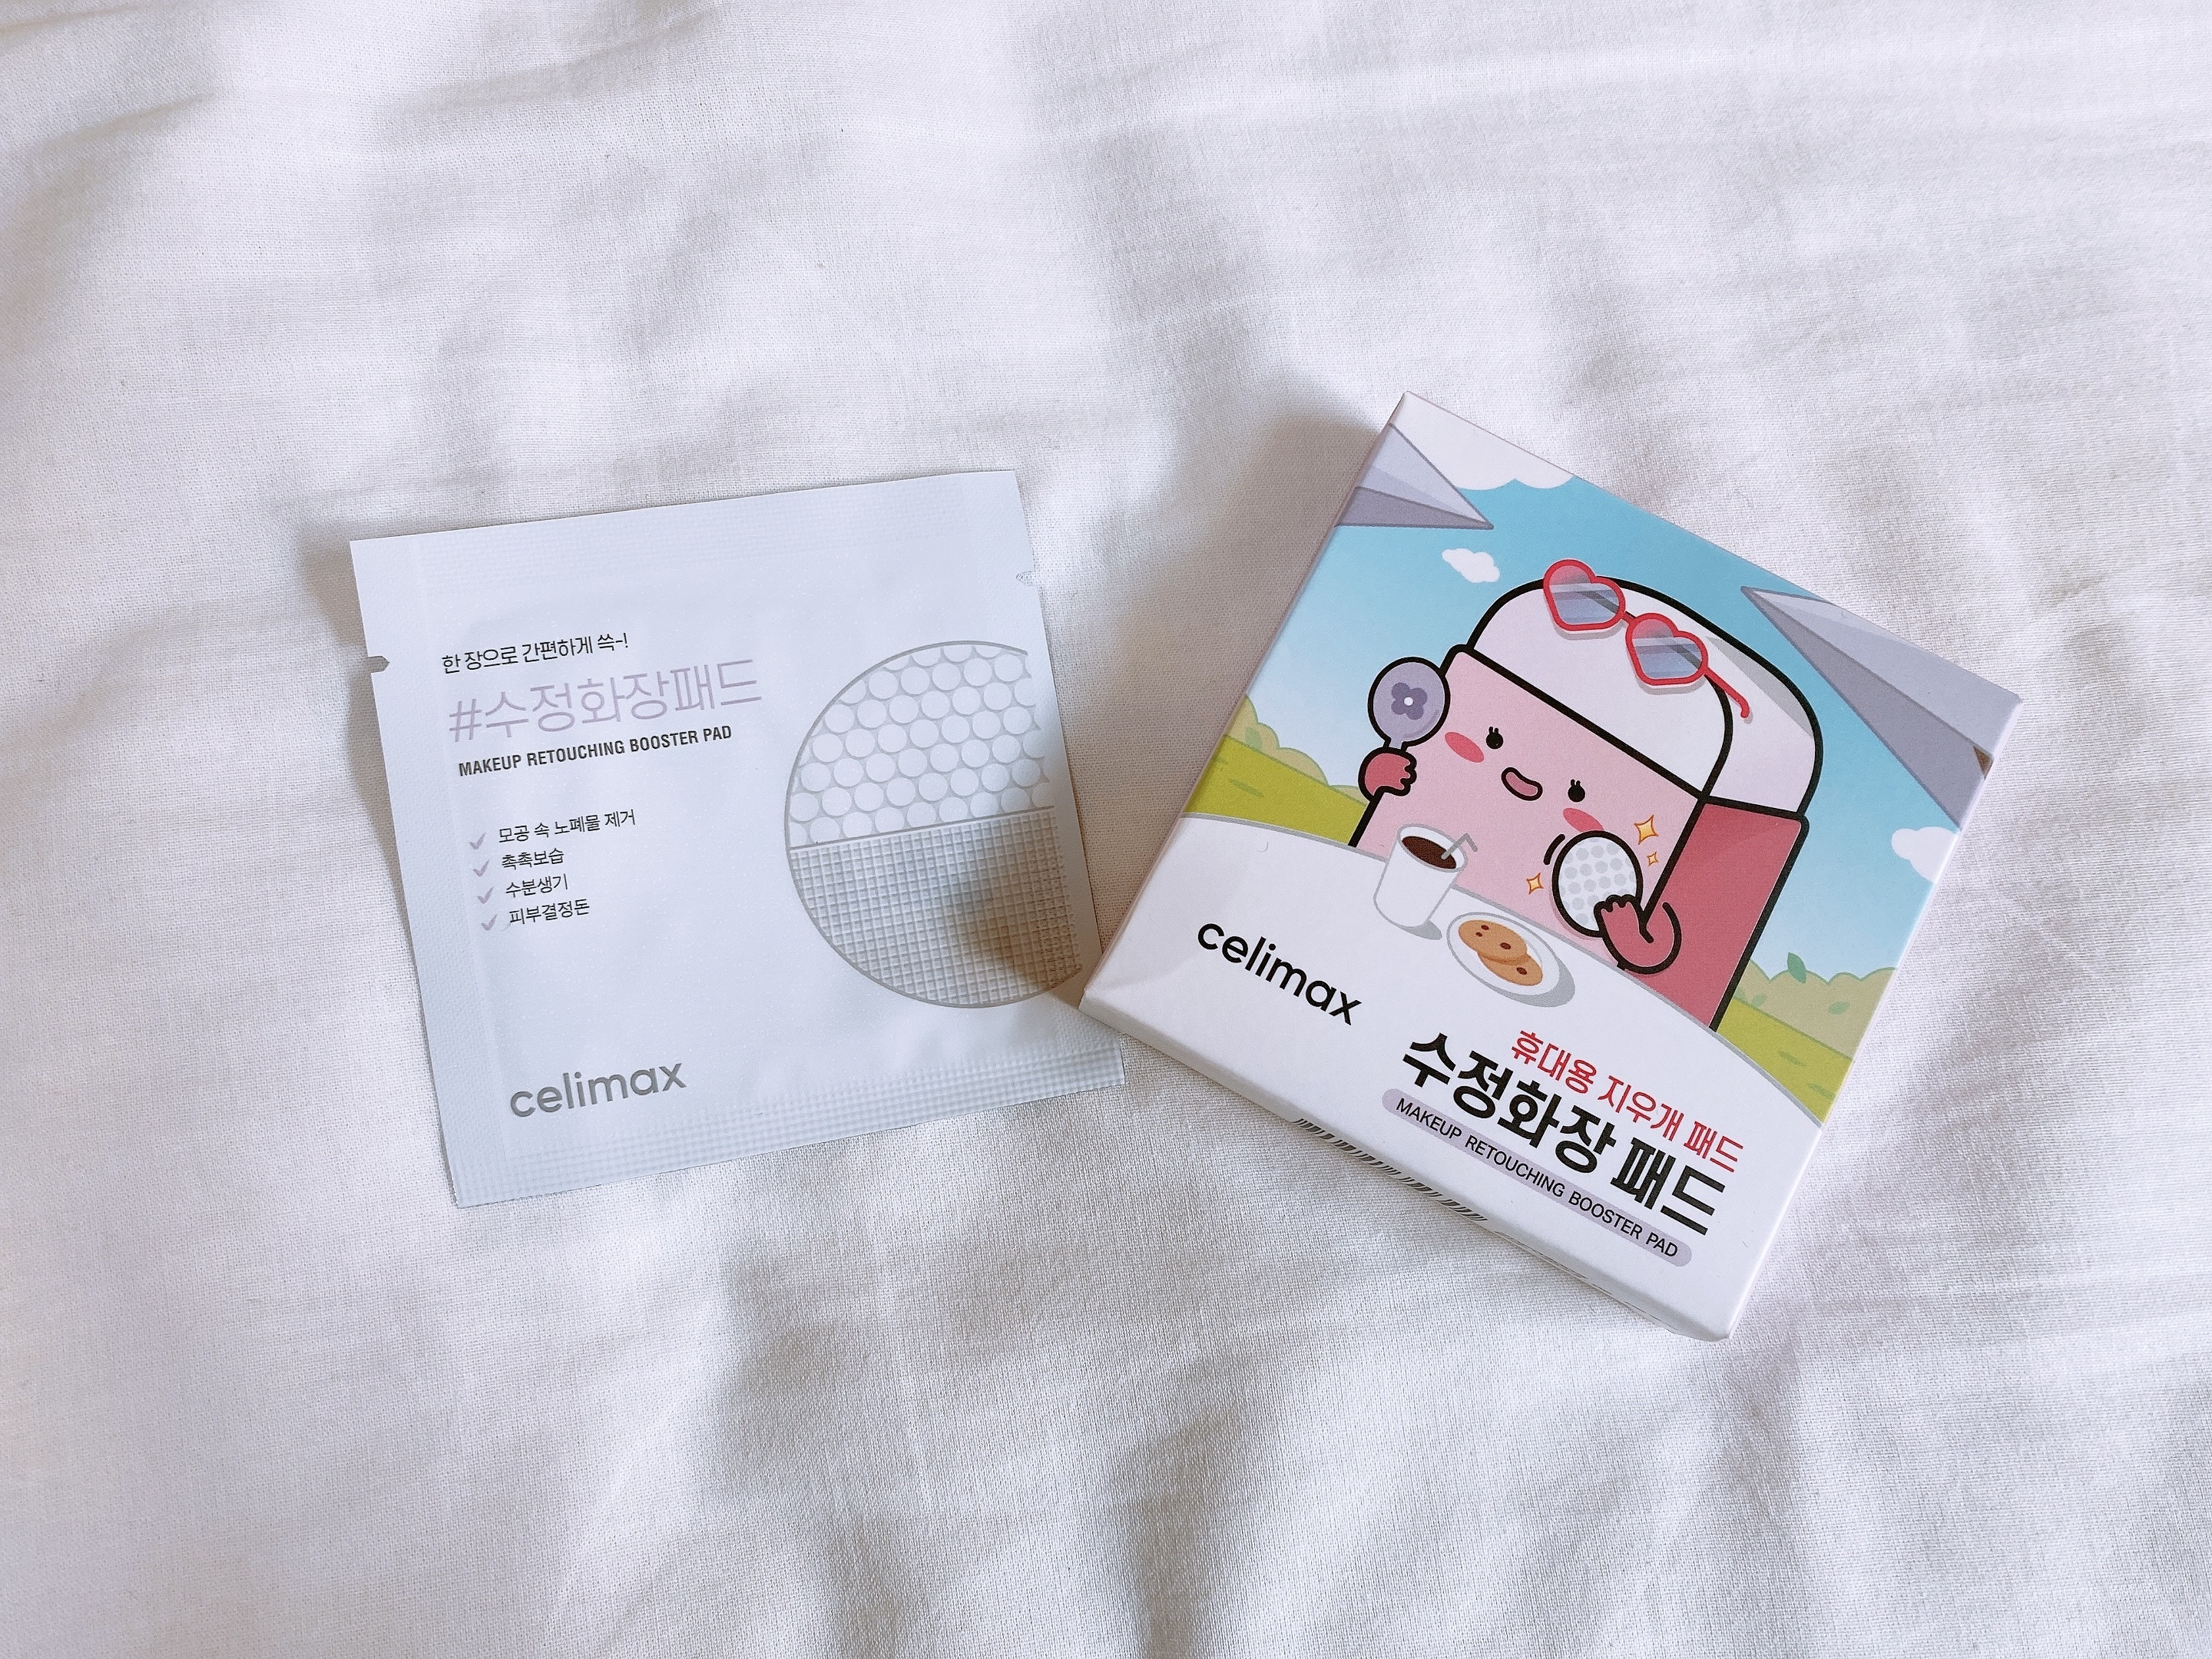 한 장으로 간편하게 쓱-!
#수정화장패드
MAKEUP RETOUCHING BOOSTER PAD
모공 속 노폐물 제거
촉촉보습
수분생기
피부결정돈
celimax
celimax
휴대용 지우개 패드
수정화장 패드
MAKEUP RETOUCHING BOOSTER PAD